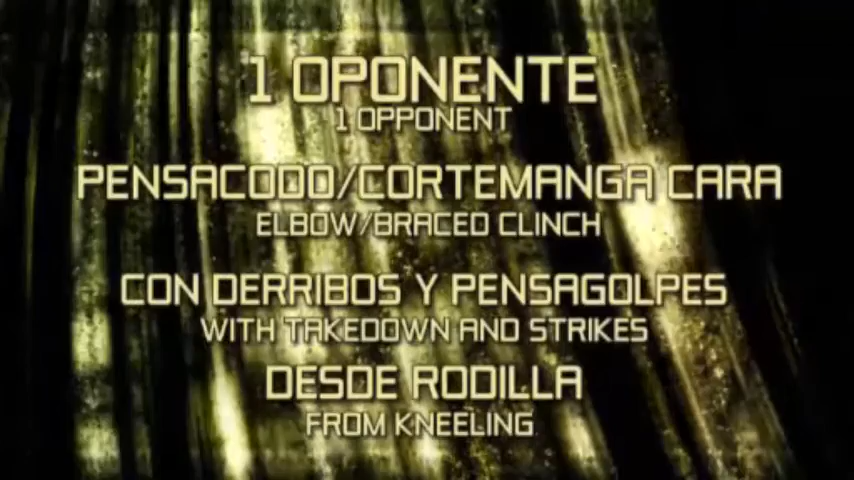 1 OPONENTE
1 OPPONENT
PENSACODO/CORTEMANGA CARA
ELBOW/BRACED CLINCH
CON DERRIBOS Y PENSAGOLPES
WITH TAKEDOWN AND STRIKES
DESDE RODILLA
FROM KNEELING